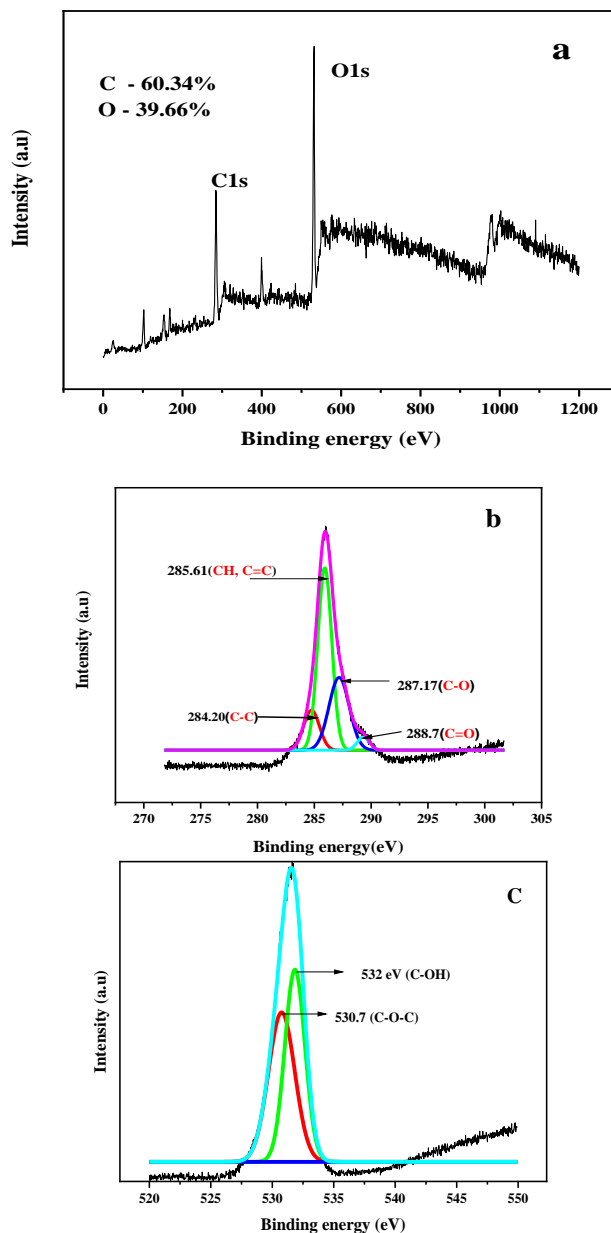 a
C - 60.34%
O - 39.66%
O1s
C1s
Intensity (a.u)
0 200 400 600 800 1000 1200
Binding energy (eV)
b
285.61(CH, C=C)
287.17(C-O)
284.20(C-C)
288.7(C=O)
Intensity (a.u)
270 275 280 285 290 295 300 305
Binding energy(eV)
C
532 eV (C-OH)
530.7 (C-O-C)
Intensity (a.u)
520 525 530 535 540 545 550
Binding energy (eV)